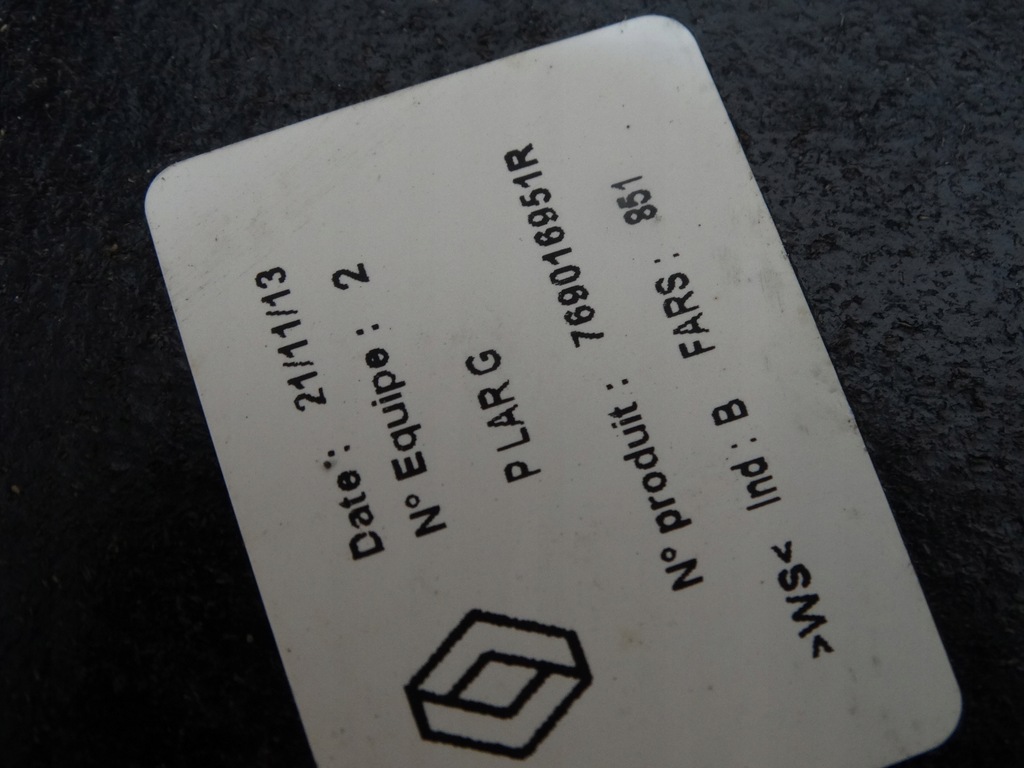 Date : 21/11/13
N° Equipe : 2
P LAR G
N° produit : 769016951R
Ind : B FARS : 851
>WS<